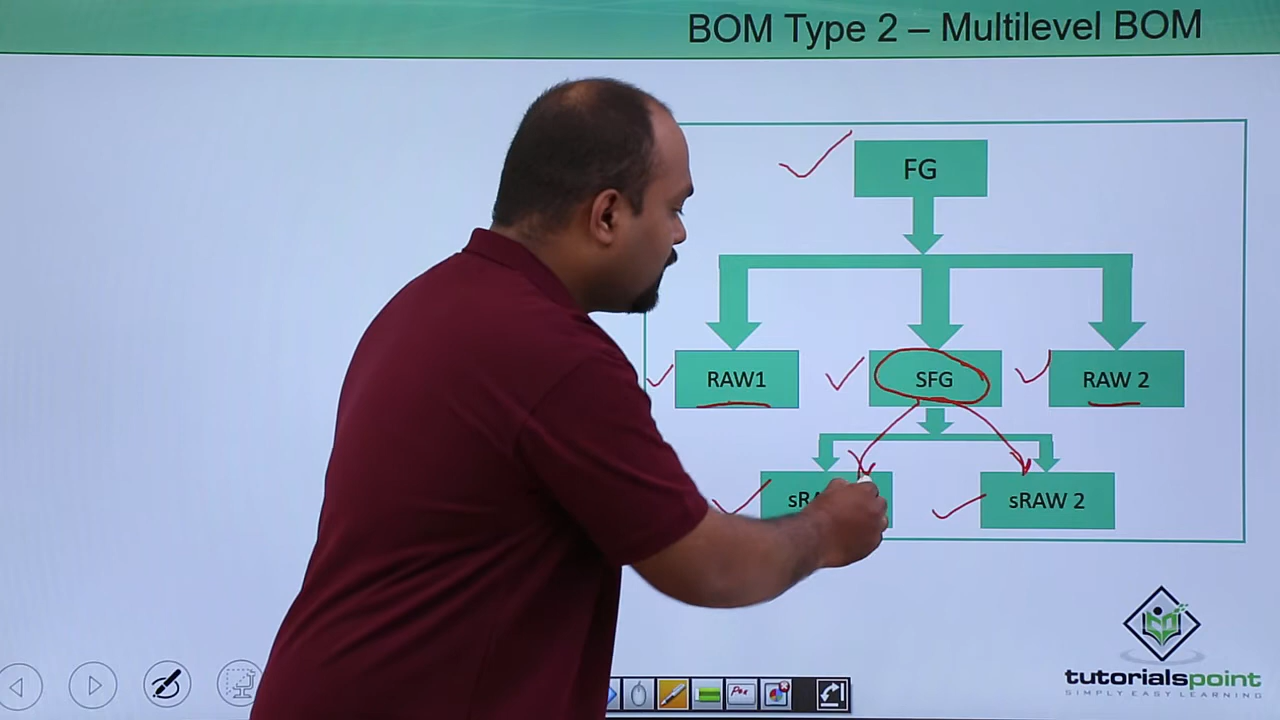 BOM Type 2 – Multilevel BOM
FG
RAW1
SFG
RAW 2
sRAW 2
tutorialspoint
SIMPLY EASY LEARNING